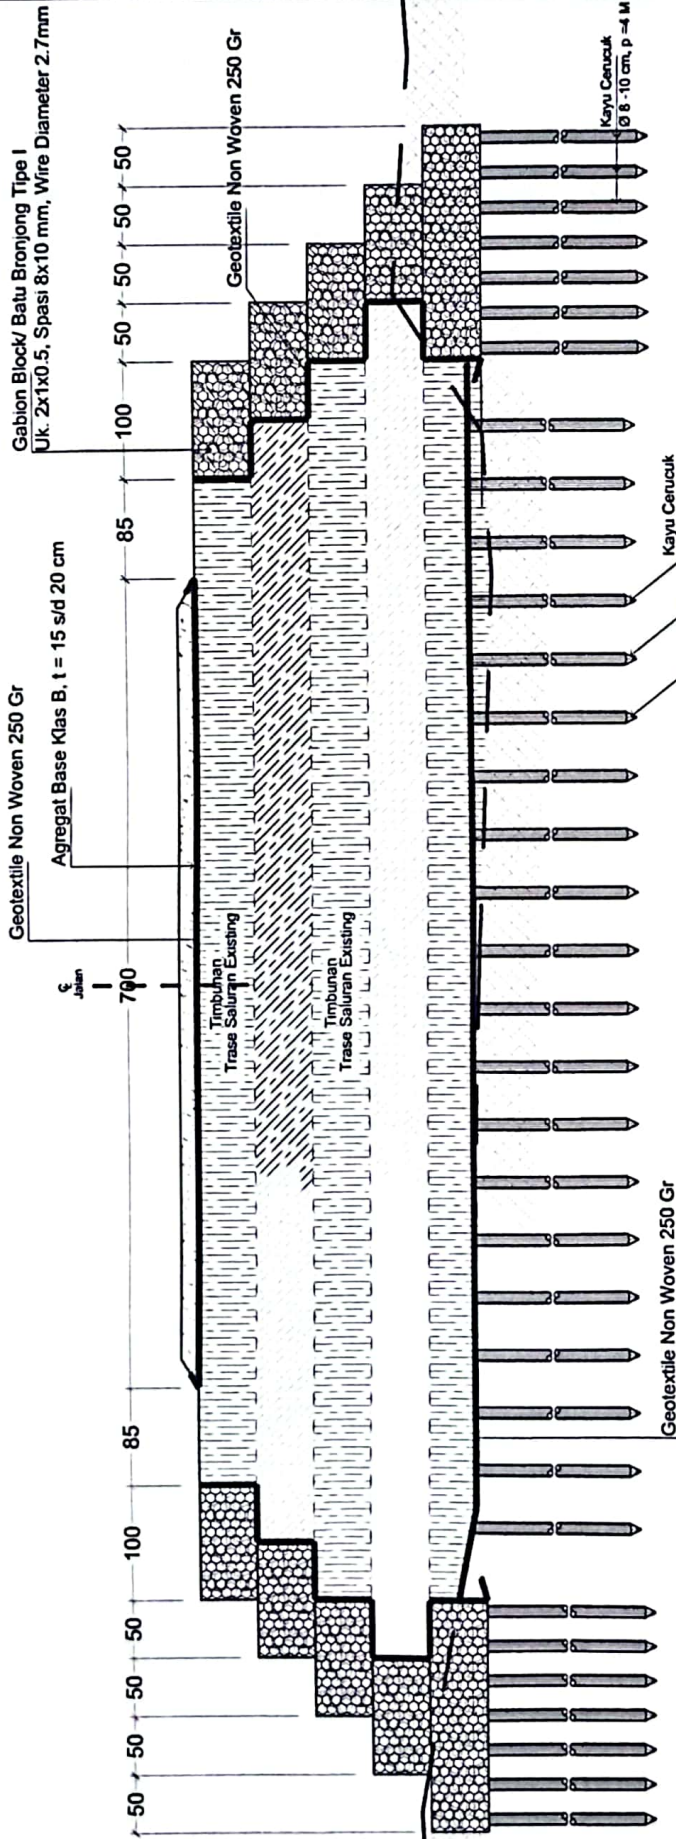 Gabion Block/ Batu Bronjong Tipe I
Uk. 2x1x0.5, Spasi 8x10 mm, Wire Diameter 2.7mm
Geotextile Non Woven 250 Gr
Agregat Base Klas B, t = 15 s/d 20 cm
Geotextile Non Woven 250 Gr
50
50
50
50
100
85
700
85
100
50
50
50
50
Jalan
Timbunan
Trase Saluran Existing
Timbunan
Trase Saluran Existing
Kayu Cerucuk
Ø 8 -10 cm, p =4 M
Kayu Cerucuk
Geotextile Non Woven 250 Gr